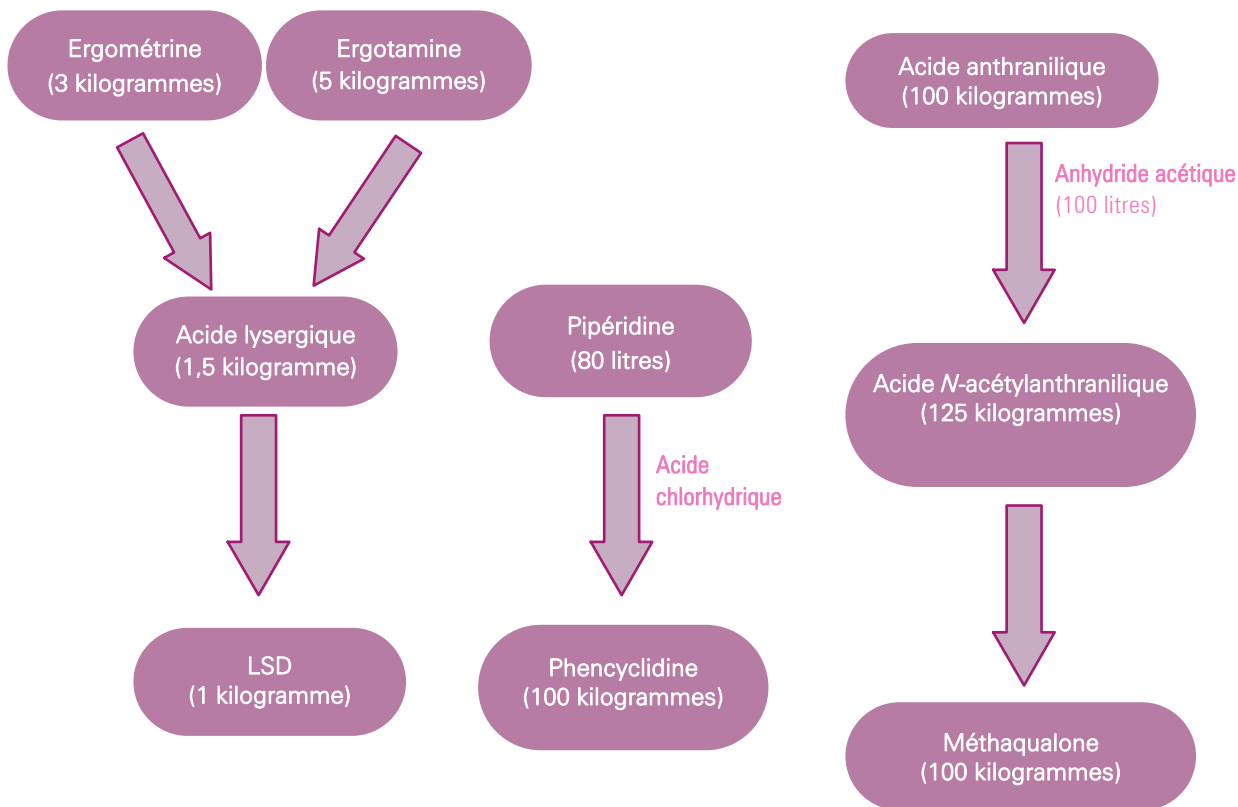 Ergométrine
(3 kilogrammes)
Ergotamine
(5 kilogrammes)
Acide lysergique
(1,5 kilogramme)
LSD
(1 kilogramme)
Pipéridine
(80 litres)
Acide
chlorhydrique
Phencyclidine
(100 kilogrammes)
Acide anthranilique
(100 kilogrammes)
Anhydride acétique
(100 litres)
Acide N-acétylanthranilique
(125 kilogrammes)
Méthaqualone
(100 kilogrammes)